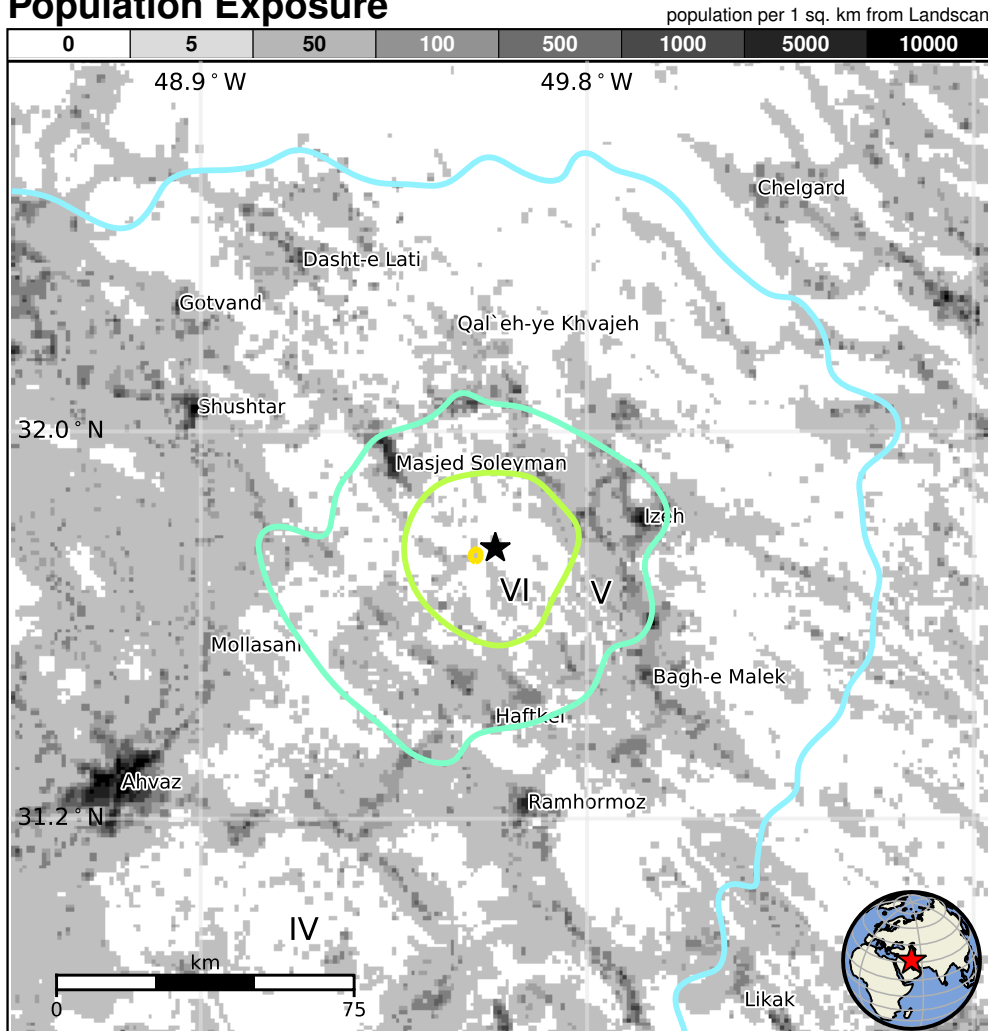 Population Exposure
population per 1 sq. km from Landscan
0 5 50 100 500 1000 5000 10000
48.9°W 49.8°W
Chelgard
Dasht-e Lati
Gotvand
Qal`eh-ye Khvajeh
Shushtar
32.0°N
Masjed Soleyman
Izeh
VI V
Mollasani
Bagh-e Malek
Haftkel
Ahvaz
Ramhormoz
31.2°N
IV
km
0 75
Likak